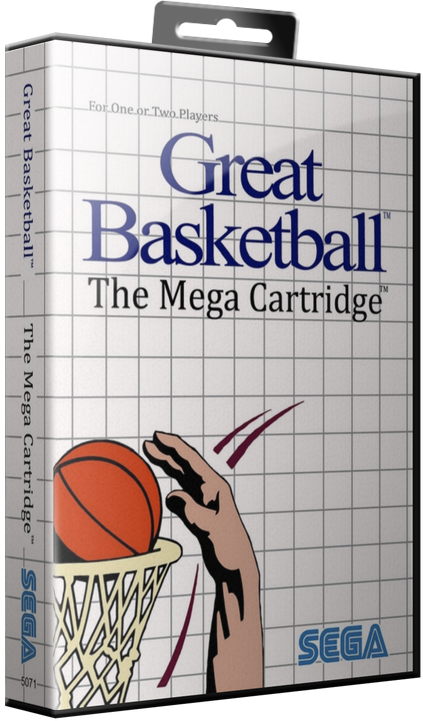 For One or Two Players
Great
Basketball™
The Mega Cartridge™
SEGA
Great Basketball™
The Mega Cartridge™
SEGA
5071